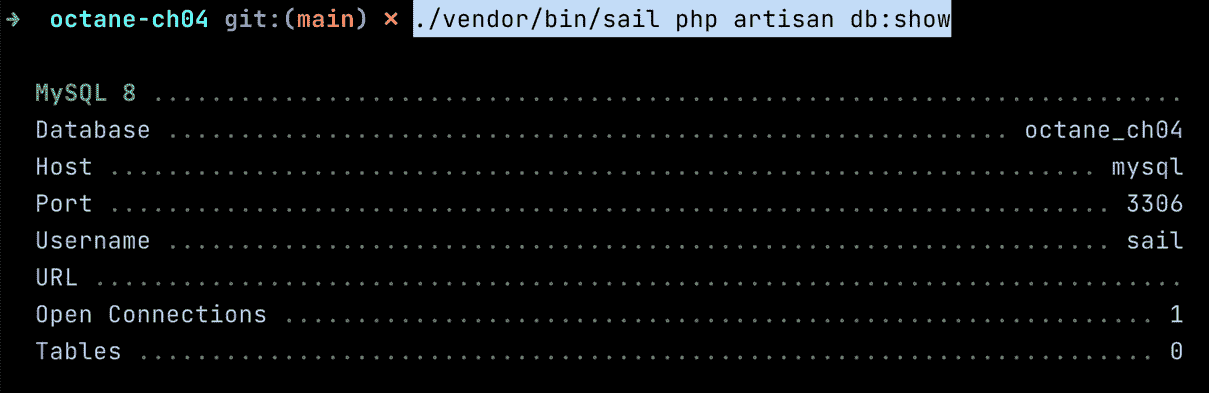 → octane-ch04 git:(main) × ./vendor/bin/sail php artisan db:show
MySQL 8 .......................................................................
Database .......................................................... octane_ch04
Host .................................................................... mysql
Port ..................................................................... 3306
Username ................................................................. sail
URL ...........................................................................
Open Connections ............................................................ 1
Tables ...................................................................... 0